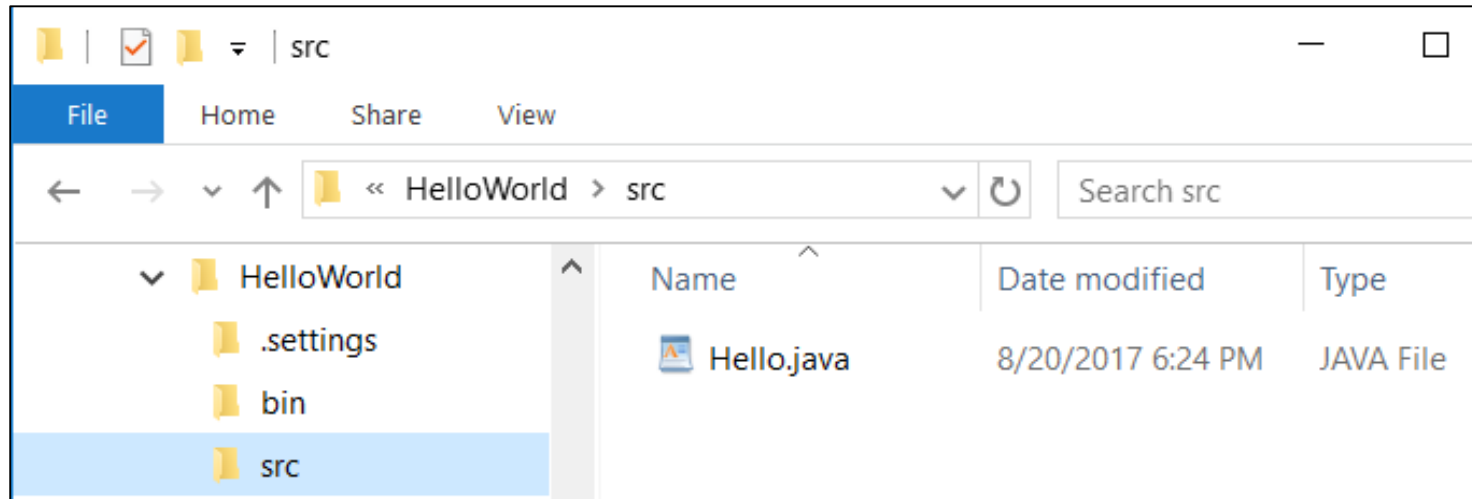 src
File Home Share View
« HelloWorld > src Search src
HelloWorld Name Date modified Type
.settings
Hello.java 8/20/2017 6:24 PM JAVA File
bin
src